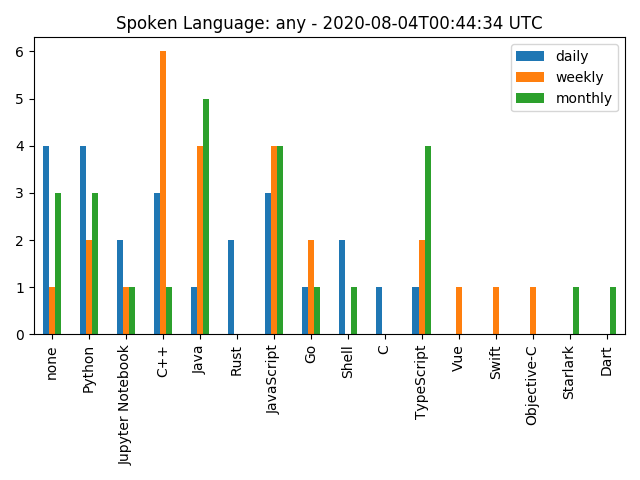 Spoken Language: any - 2020-08-04T00:44:34 UTC
daily
weekly
monthly
6
5
4
3
2
1
0
none
Python
Jupyter Notebook
C++
Java
Rust
JavaScript
Go
Shell
C
TypeScript
Vue
Swift
Objective-C
Starlark
Dart